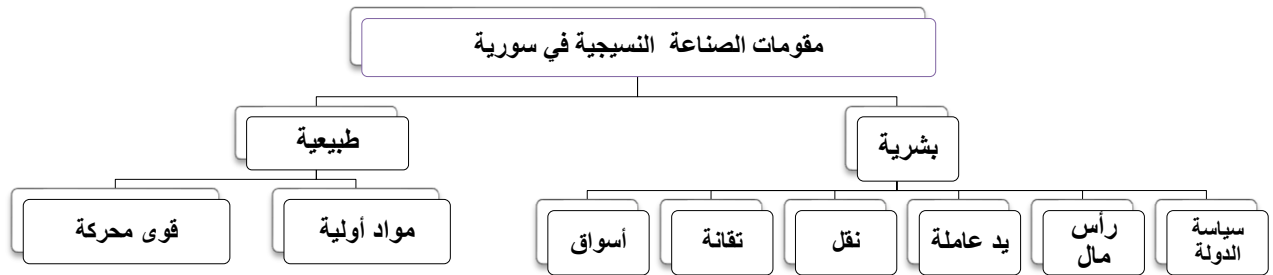 مقومات الصناعة النسيجية في سورية
بشرية
طبيعية
سياسة
الدولة
رأس
مال
يد عاملة
نقل
تقانة
أسواق
مواد أولية
قوى محركة